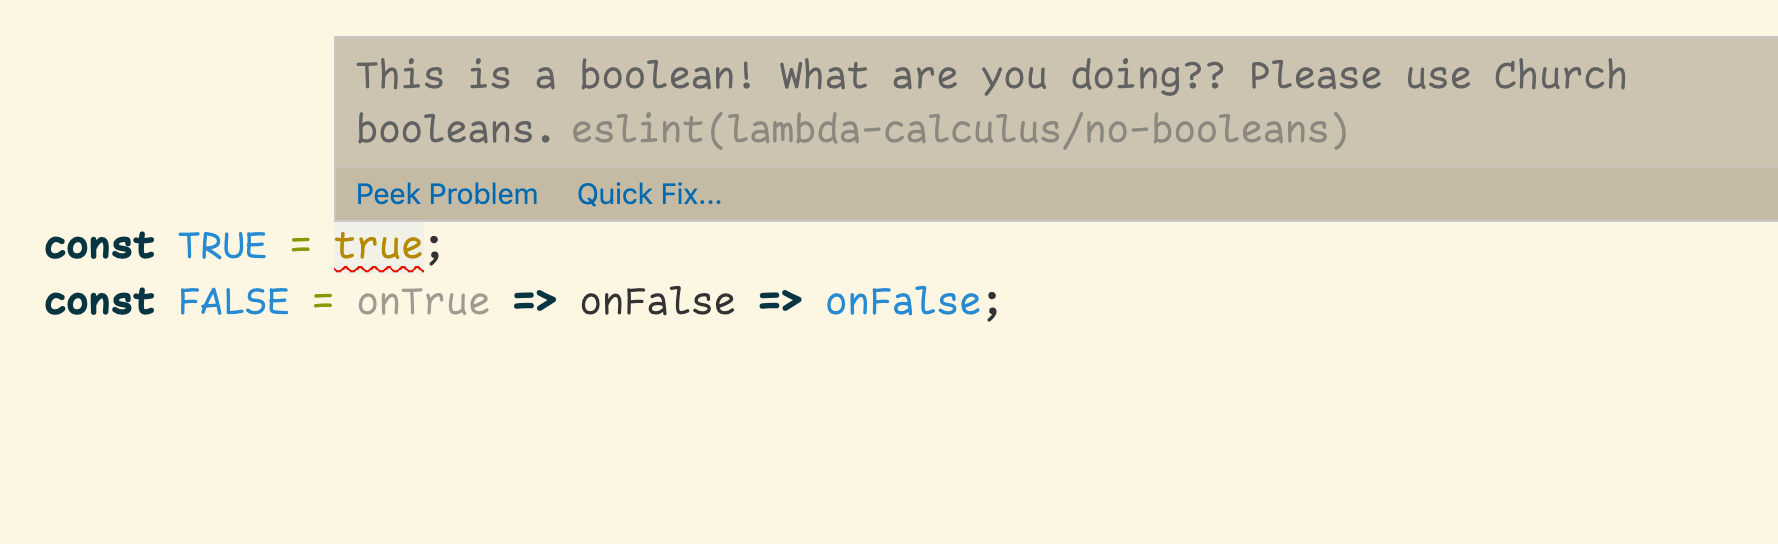 This is a boolean! What are you doing?? Please use Church
booleans. eslint(lambda-calculus/no-booleans)
Peek Problem Quick Fix...
const TRUE = true;
const FALSE = onTrue => onFalse => onFalse;